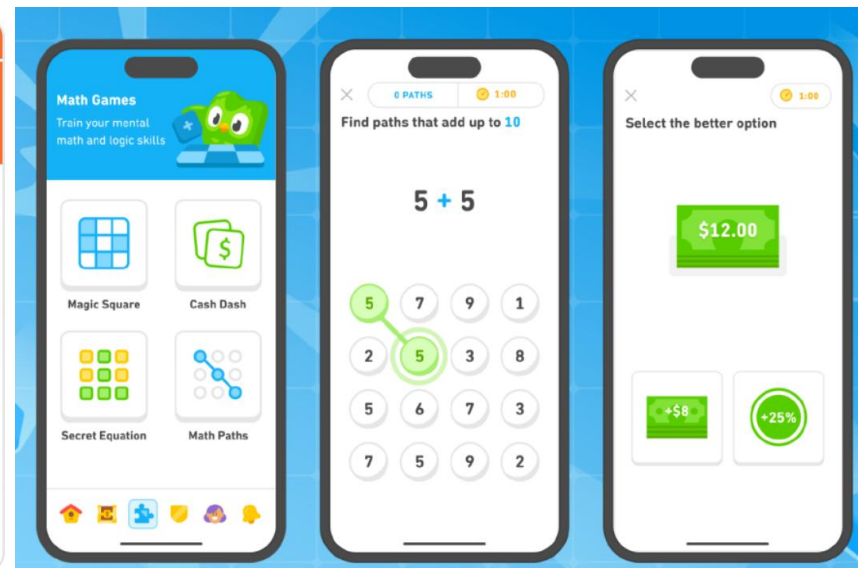 Math Games
Train your mental
math and logic skills
Magic Square
Cash Dash
Secret Equation
Math Paths
0 PATHS
1:00
Find paths that add up to 10
5 + 5
5 7 9 1
2 5 3 8
5 6 7 3
7 5 9 2
1:00
Select the better option
$12.00
+$8
+25%